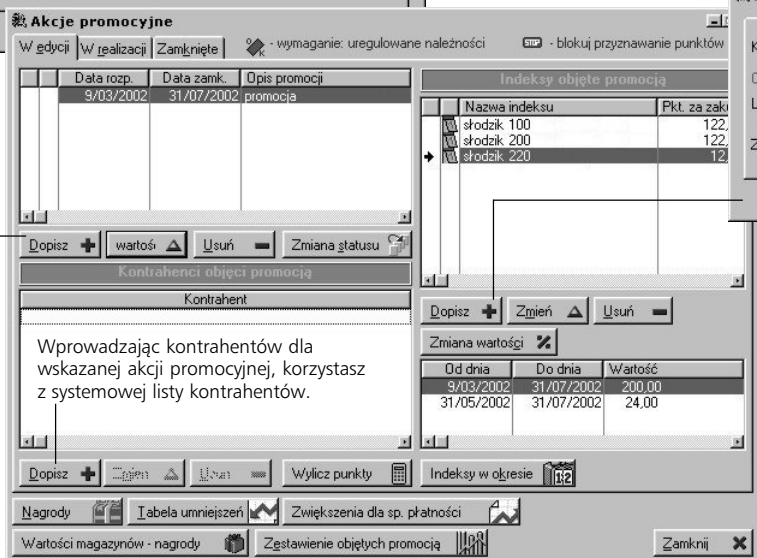 Akcje promocyjne
W edycji W realizacji Zamknięte - wymaganie: uregulowane należności - blokuj przyznawanie punktów
Data rozp. Data zamk. Opis promocji
9/03/2002 31/07/2002 promocja
Indeksy objęte promocją
Nazwa indeksu Pkt. za zaku
słodzik 100 122,
słodzik 200 122,
słodzik 220 12,
Dopisz wartośi Usuń Zmiana statusu
Kontrahenci objęci promocją
Kontrahent
Wprowadzając kontrahentów dla
wskazanej akcji promocyjnej, korzystasz
z systemowej listy kontrahentów.
Dopisz Zmień Usuń
Zmiana wartości
Od dnia Do dnia Wartość
9/03/2002 31/07/2002 200,00
31/05/2002 31/07/2002 24,00
Dopisz Zmień Usuń Wylicz punkty Indeksy w okresie
Nagrody Tabela umniejszeń Zwiększenia dla sp. płatności
Wartości magazynów - nagrody Zestawienie objętych promocją Zamknij